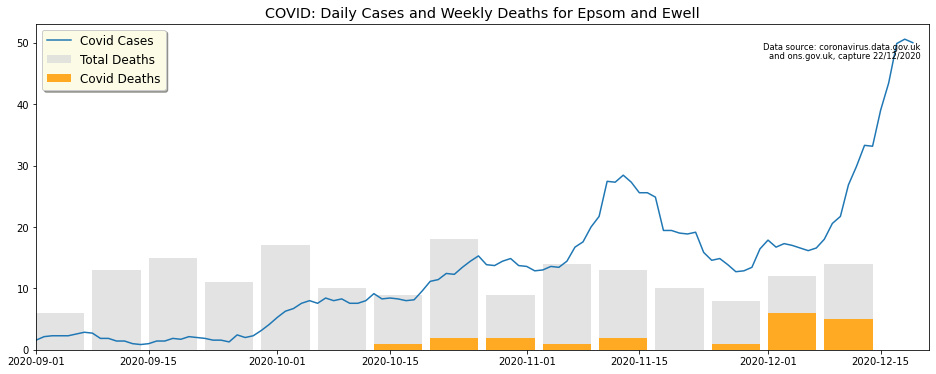 COVID: Daily Cases and Weekly Deaths for Epsom and Ewell
Covid Cases
Total Deaths
Covid Deaths
Data source: coronavirus.data.gov.uk
and ons.gov.uk, capture 22/12/2020
50
40
30
20
10
0
2020-09-01
2020-09-15
2020-10-01
2020-10-15
2020-11-01
2020-11-15
2020-12-01
2020-12-15